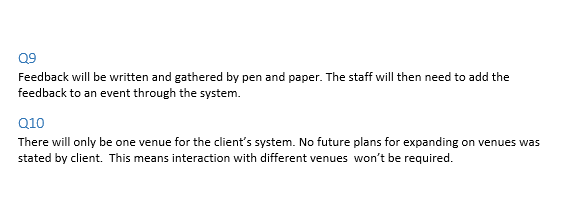 Q9
Feedback will be written and gathered by pen and paper. The staff will then need to add the
feedback to an event through the system.
Q10
There will only be one venue for the client's system. No future plans for expanding on venues was
stated by client.  This means interaction with different venues  won't be required.